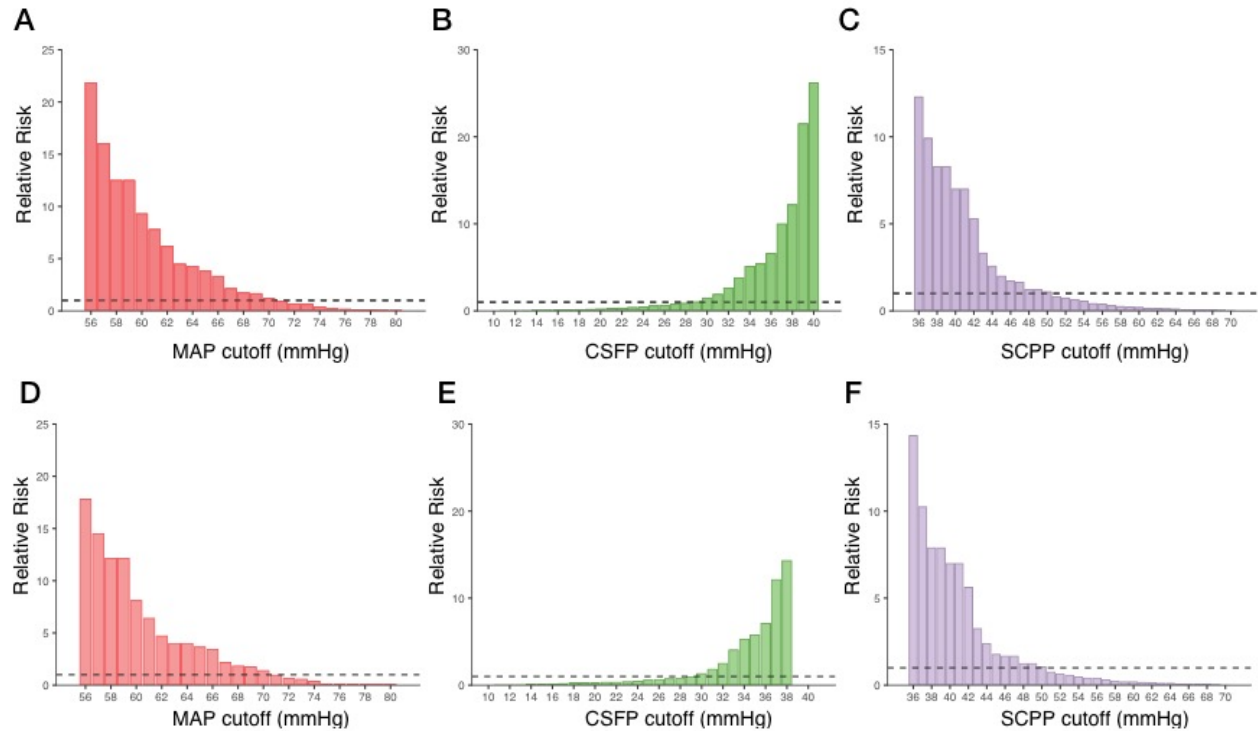 A
B
C
Relative Risk
25
20
15
10
5
0
56 58 60 62 64 66 68 70 72 74 76 78 80
MAP cutoff (mmHg)
Relative Risk
30
20
10
0
10 12 14 16 18 20 22 24 26 28 30 32 34 36 38 40
CSFP cutoff (mmHg)
Relative Risk
15
10
5
0
36 38 40 42 44 46 48 50 52 54 56 58 60 62 64 66 68 70
SCPP cutoff (mmHg)
D
E
F
Relative Risk
25
20
15
10
5
0
56 58 60 62 64 66 68 70 72 74 76 78 80
MAP cutoff (mmHg)
Relative Risk
30
20
10
0
10 12 14 16 18 20 22 24 26 28 30 32 34 36 38 40
CSFP cutoff (mmHg)
Relative Risk
15
10
5
0
36 38 40 42 44 46 48 50 52 54 56 58 60 62 64 66 68 70
SCPP cutoff (mmHg)